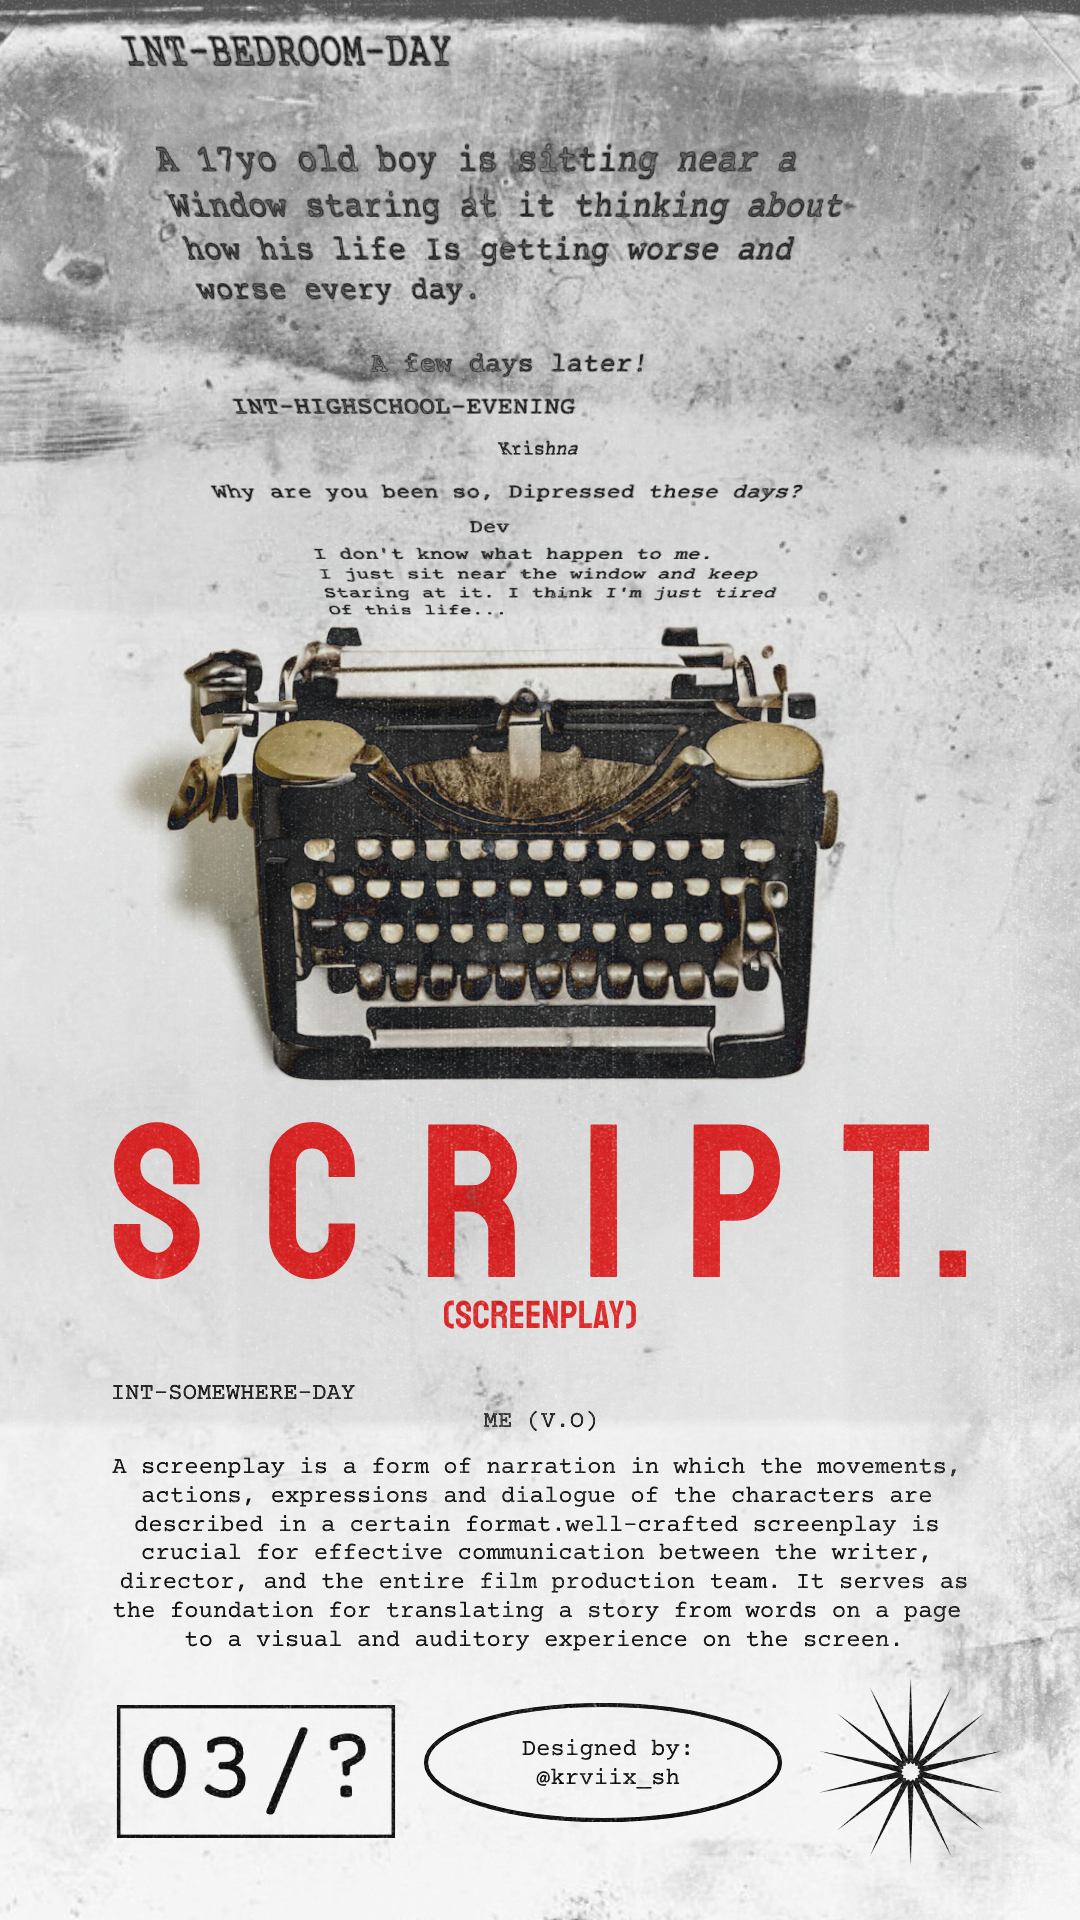 INT-BEDROOM-DAY
A 17yo old boy is sitting near a
Window staring at it thinking about
how his life Is getting worse and
worse every day.
A few days later!
INT-HIGHSCHOOL-EVENING
Krishna
Why are you been so, Dipressed these days?
Dev
I don't know what happen to me.
I just sit near the window and keep
Staring at it. I think I'm just tired
Of this life...
SCRIPT.
(SCREENPLAY)
INT-SOMEWHERE-DAY
ME (V.O)
A screenplay is a form of narration in which the movements,
actions, expressions and dialogue of the characters are
described in a certain format.well-crafted screenplay is
crucial for effective communication between the writer,
director, and the entire film production team. It serves as
the foundation for translating a story from words on a page
to a visual and auditory experience on the screen.
03/?
Designed by:
@krviix_sh